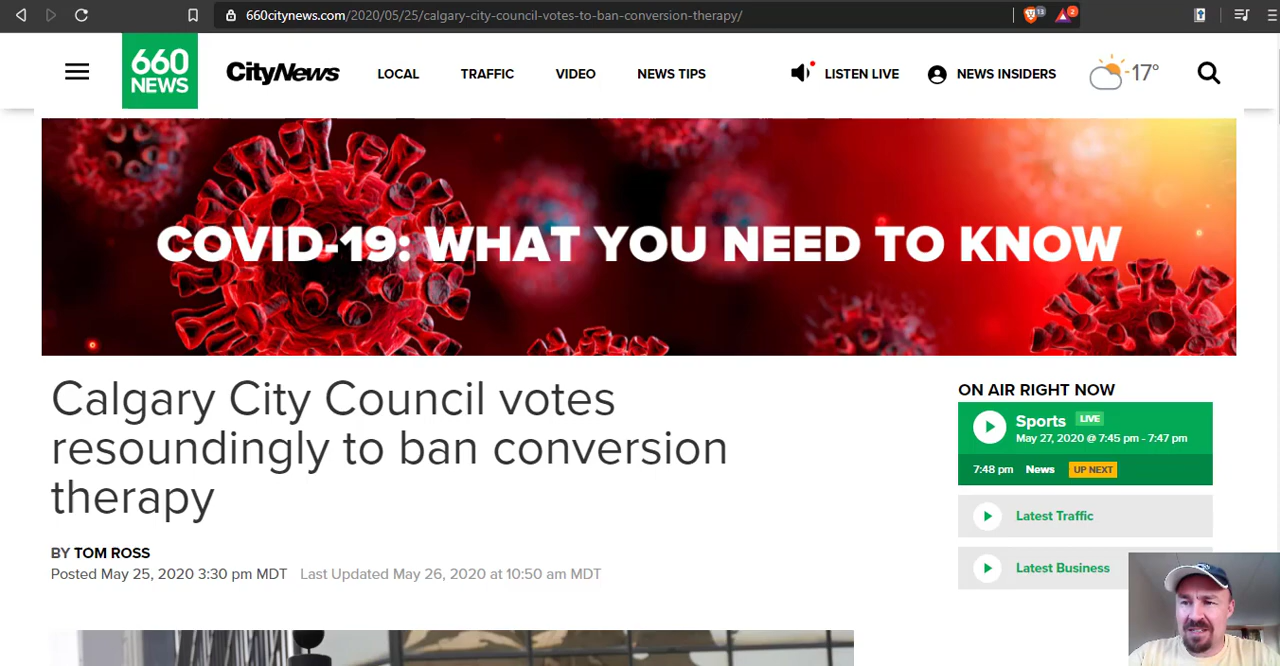 660citynews.com/2020/05/25/calgary-city-council-votes-to-ban-conversion-therapy/
13
2
660
NEWS
CityNews
LOCAL
TRAFFIC
VIDEO
NEWS TIPS
LISTEN LIVE
NEWS INSIDERS
17°
COVID-19: WHAT YOU NEED TO KNOW
Calgary City Council votes
resoundingly to ban conversion
therapy
BY TOM ROSS
Posted May 25, 2020 3:30 pm MDT Last Updated May 26, 2020 at 10:50 am MDT
ON AIR RIGHT NOW
Sports LIVE
May 27, 2020 @ 7:45 pm - 7:47 pm
7:48 pm News UP NEXT
Latest Traffic
Latest Business